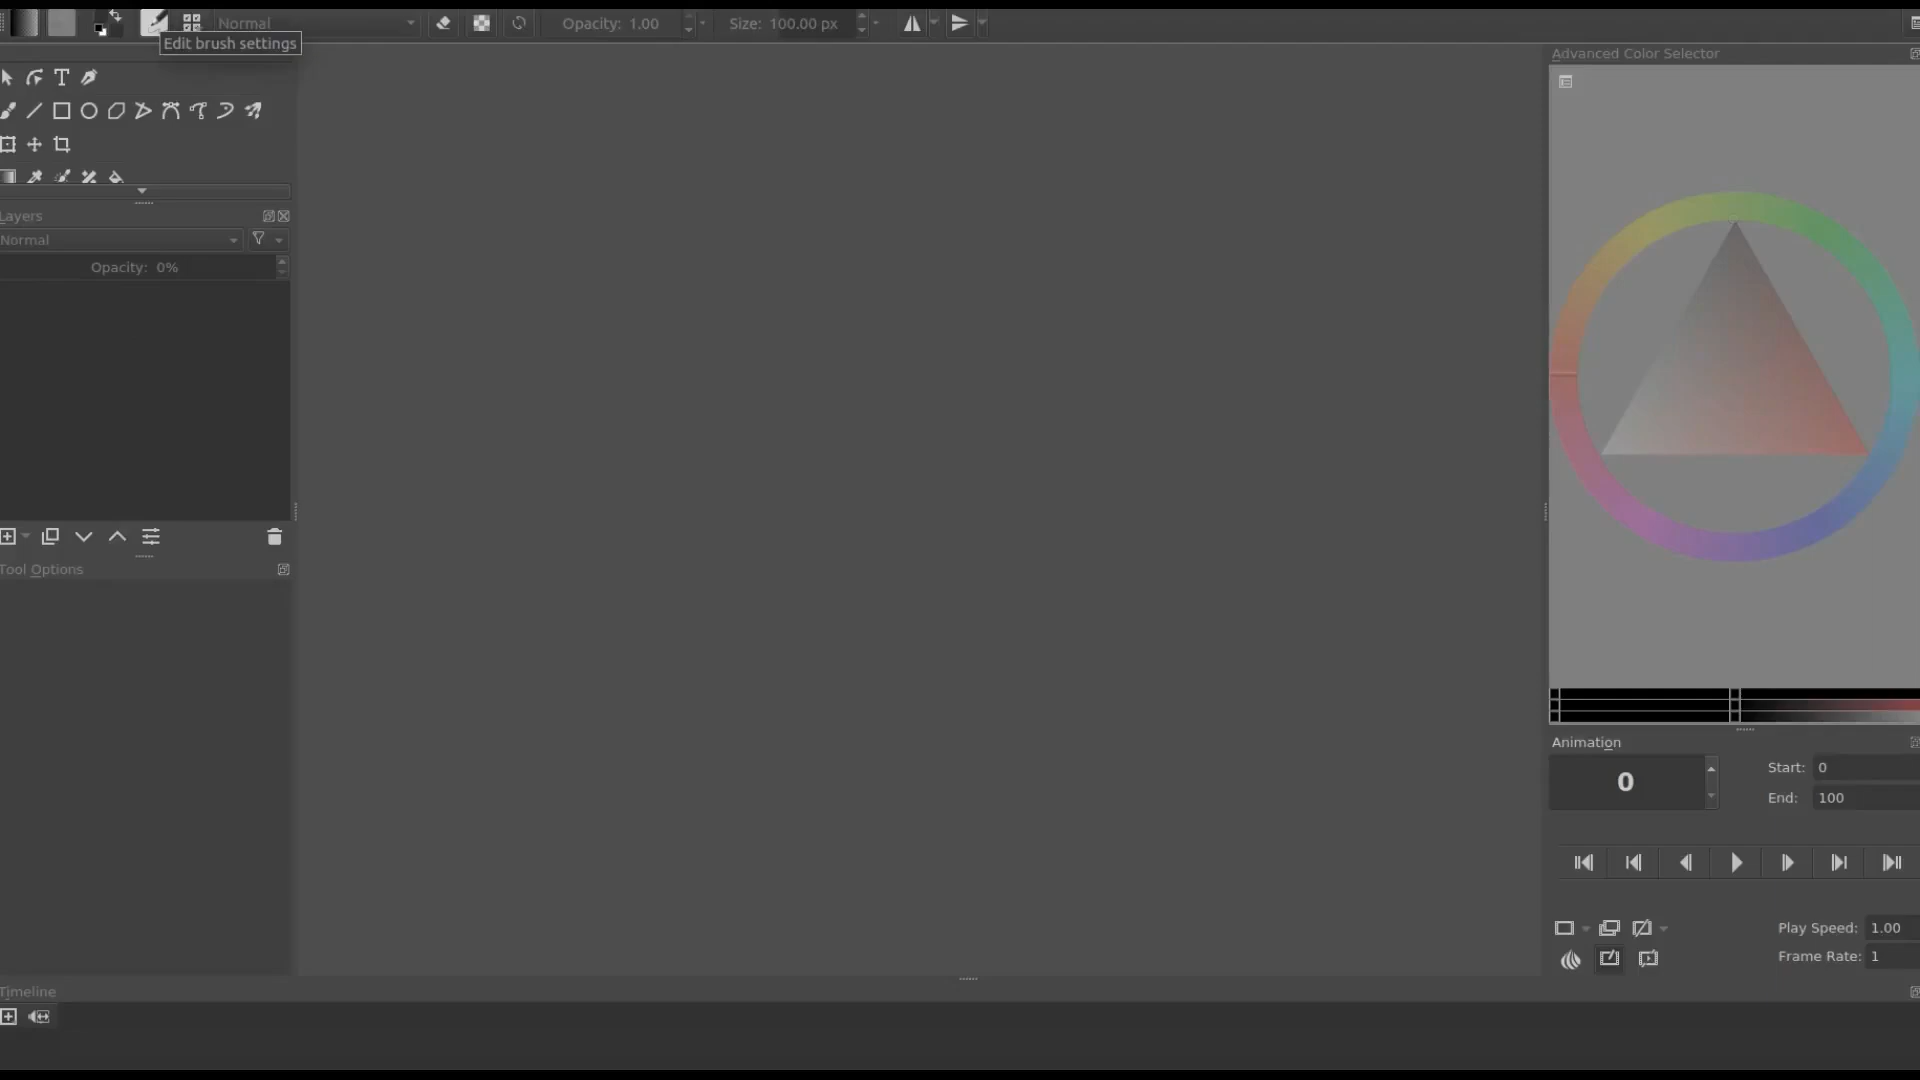 Normal
Opacity: 1.00
Size: 100.00 px
Edit brush settings
Advanced Color Selector
Layers
Normal
Opacity: 0%
Tool Options
Animation
0
Start: 0
End: 100
Play Speed: 1.00
Frame Rate: 1
Timeline